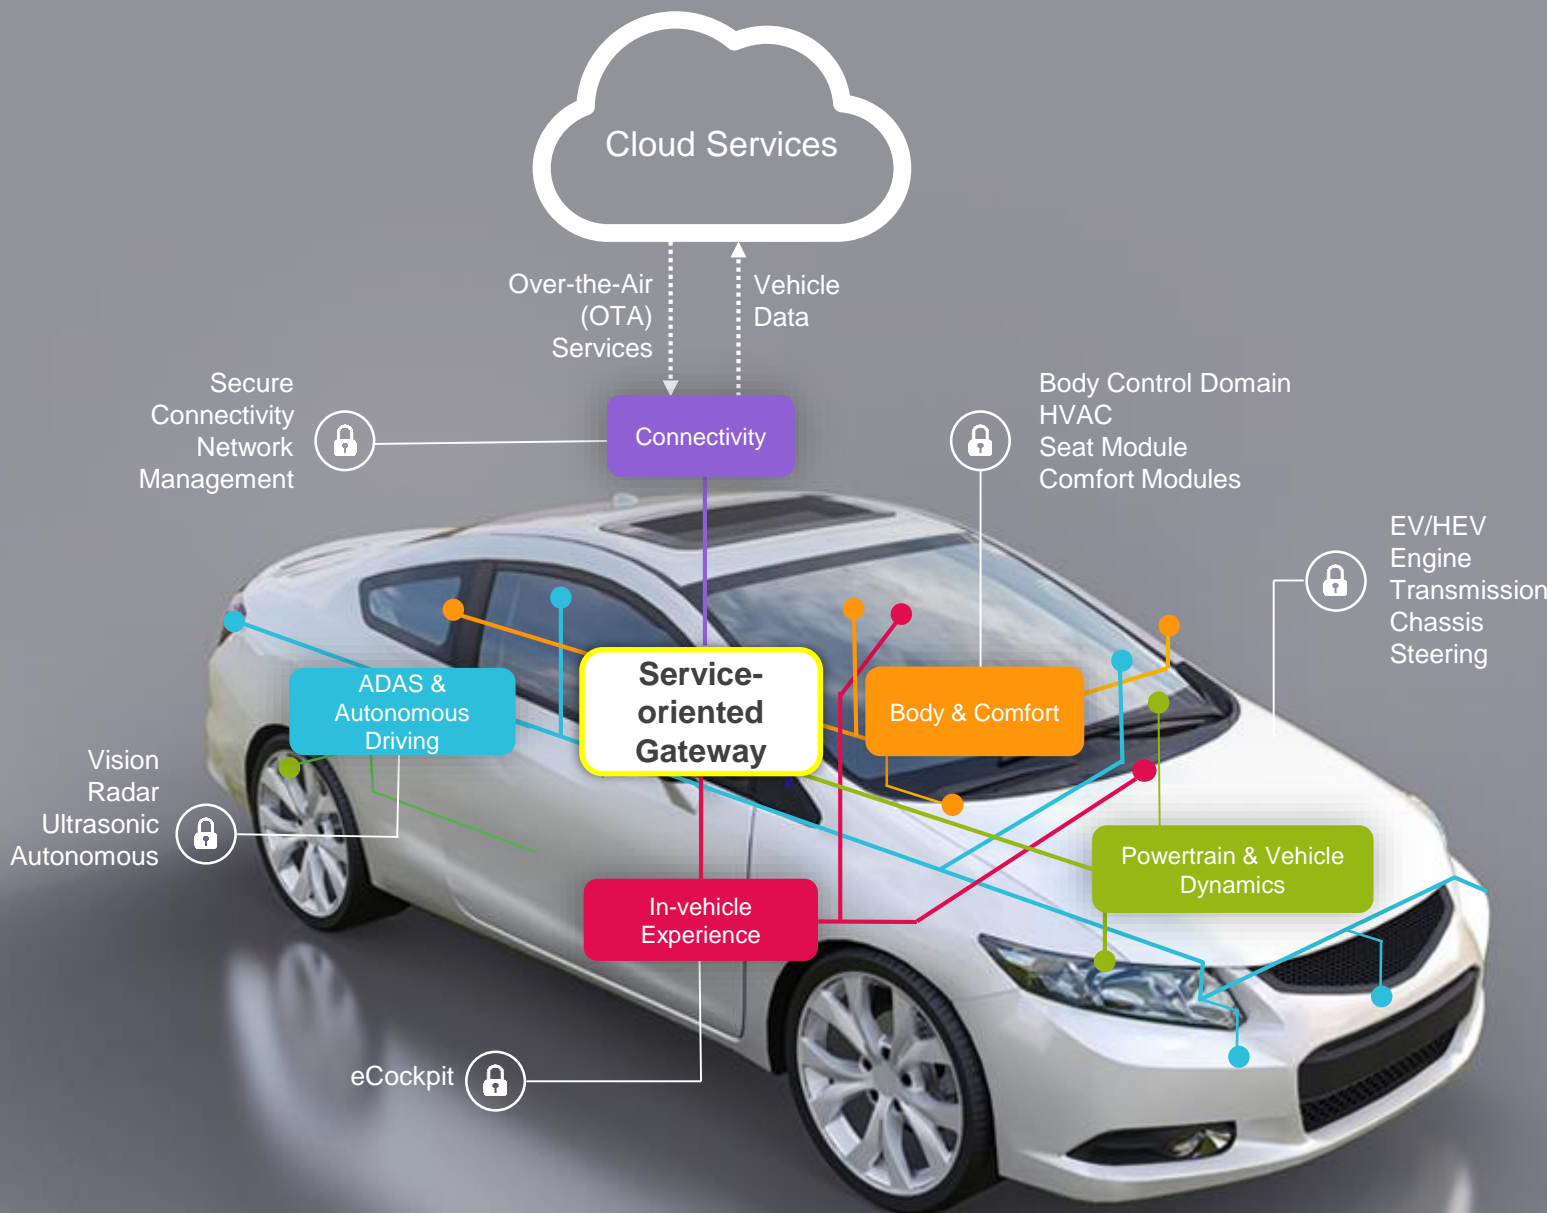 Cloud Services
Over-the-Air
(OTA)
Services
Vehicle
Data
Secure
Connectivity
Network
Management
Connectivity
Body Control Domain
HVAC
Seat Module
Comfort Modules
EV/HEV
Engine
Transmission
Chassis
Steering
ADAS &
Autonomous
Driving
Service-
oriented
Gateway
Body & Comfort
Vision
Radar
Ultrasonic
Autonomous
Powertrain & Vehicle
Dynamics
In-vehicle
Experience
eCockpit